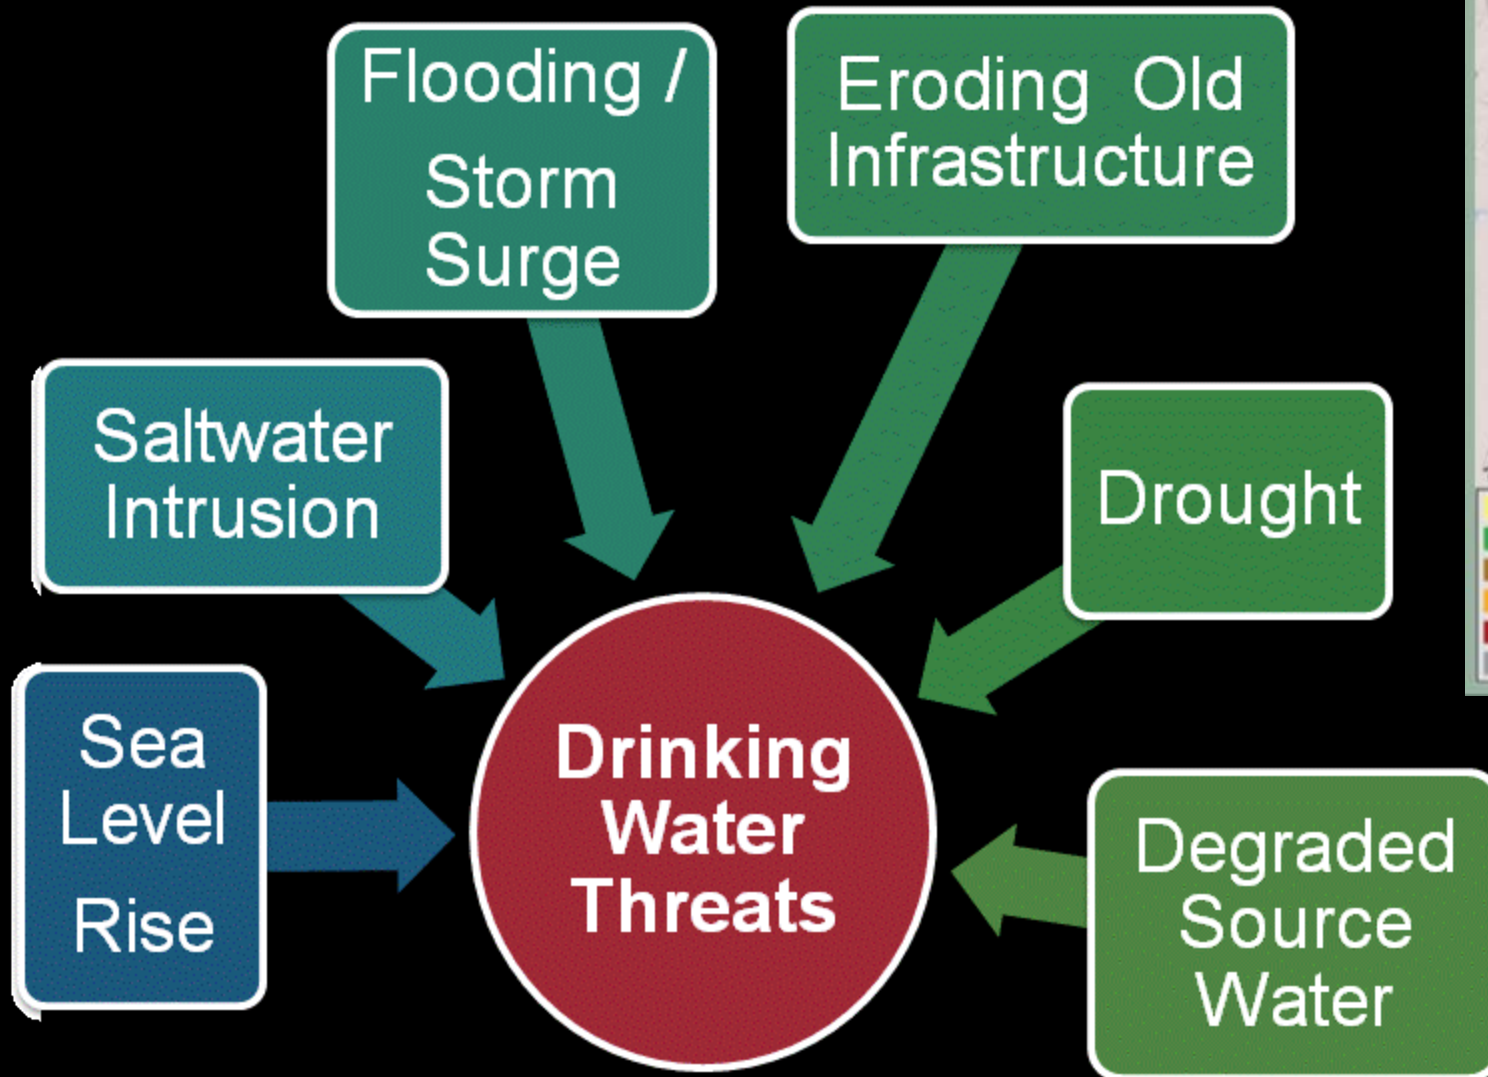 Flooding /
Storm
Surge
Eroding Old
Infrastructure
Saltwater
Intrusion
Drought
Sea
Level
Rise
Drinking
Water
Threats
Degraded
Source
Water